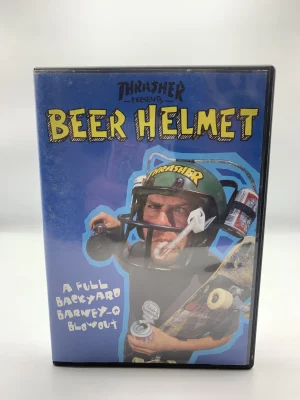 THRASHER
PRESENTS
BEER HELMET
THRASHER
A FULL
BACKYARD
BARNEY-Q
BLOWOUT